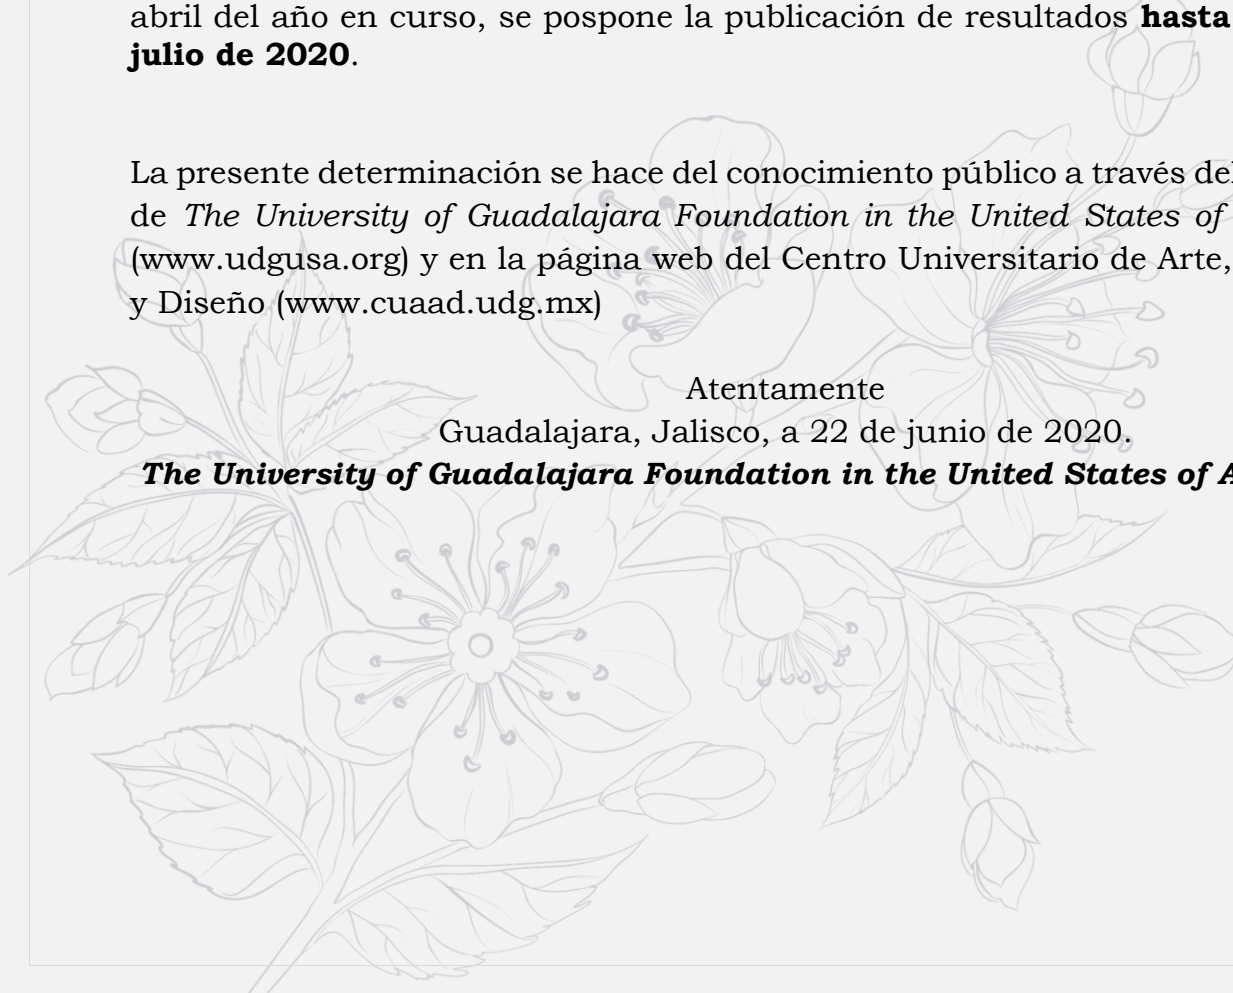 abril del año en curso, se pospone la publicación de resultados hasta
julio de 2020.
La presente determinación se hace del conocimiento público a través del
de The University of Guadalajara Foundation in the United States of
(www.udgusa.org) y en la página web del Centro Universitario de Arte,
y Diseño (www.cuaad.udg.mx)
Atentamente
Guadalajara, Jalisco, a 22 de junio de 2020.
The University of Guadalajara Foundation in the United States of A